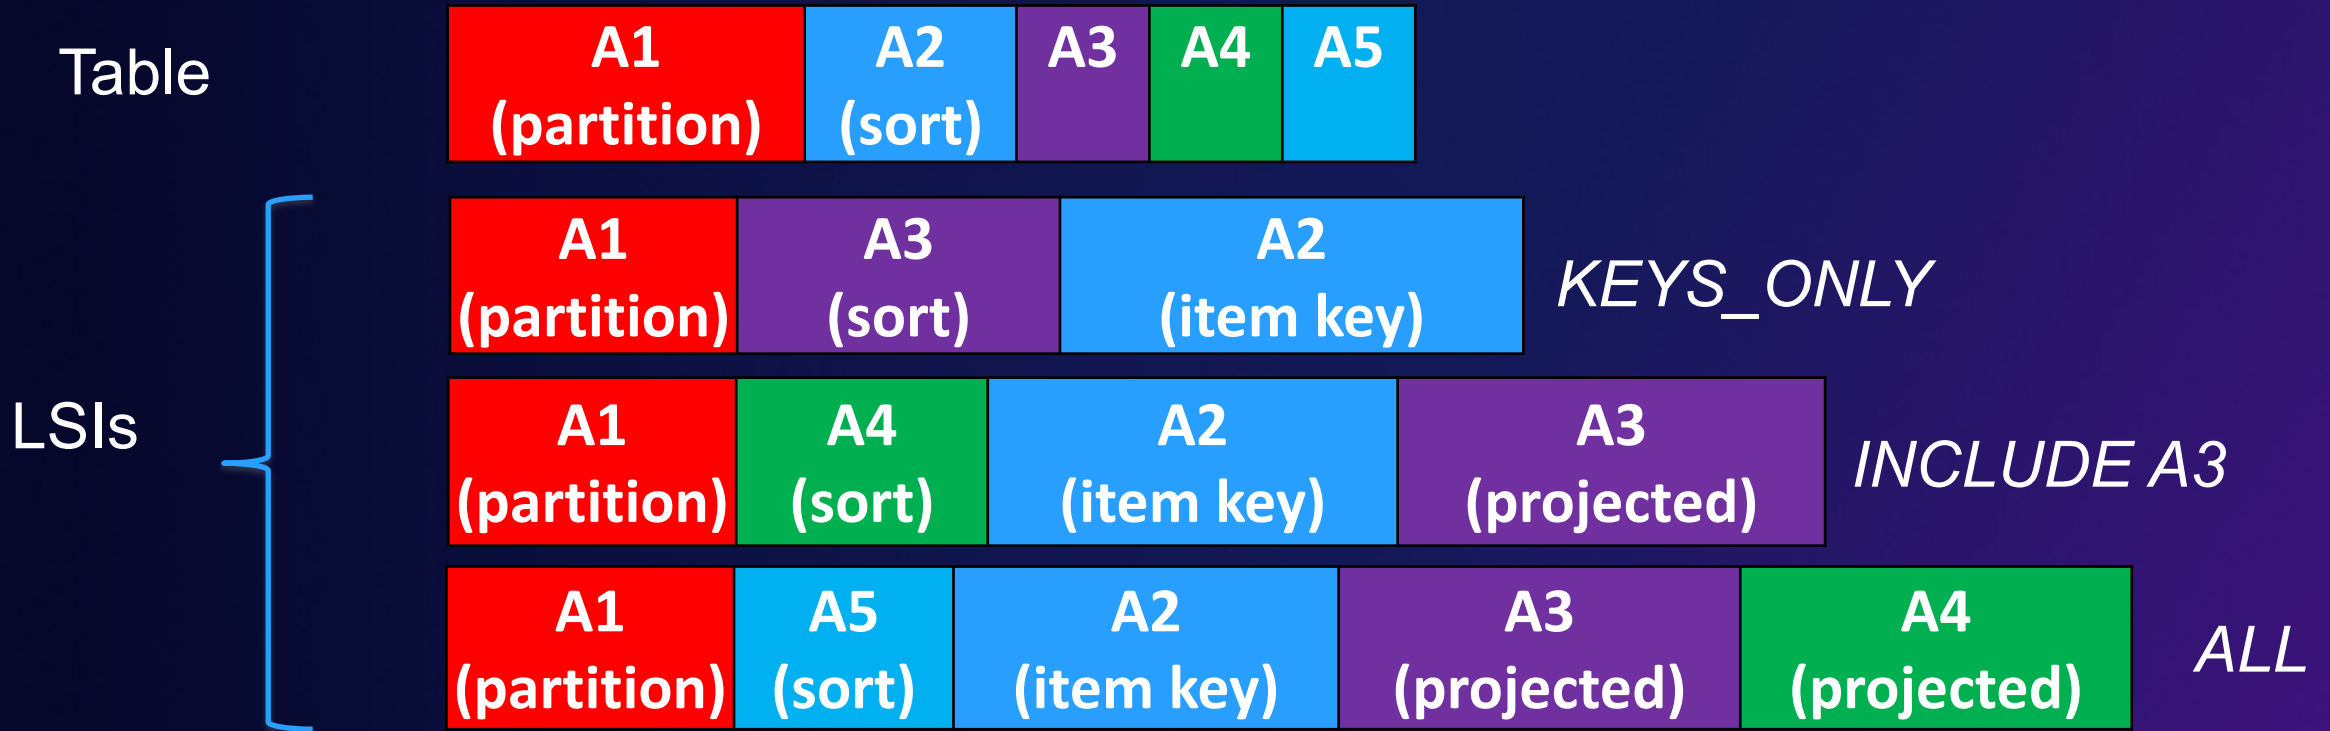 Table
A1 A2 A3 A4 A5
(partition) (sort)
A1 A3 A2
(partition) (sort) (item key)
KEYS_ONLY
LSIs
A1 A4 A2 A3
(partition) (sort) (item key) (projected)
INCLUDE A3
A1 A5 A2 A3 A4
(partition) (sort) (item key) (projected) (projected)
ALL